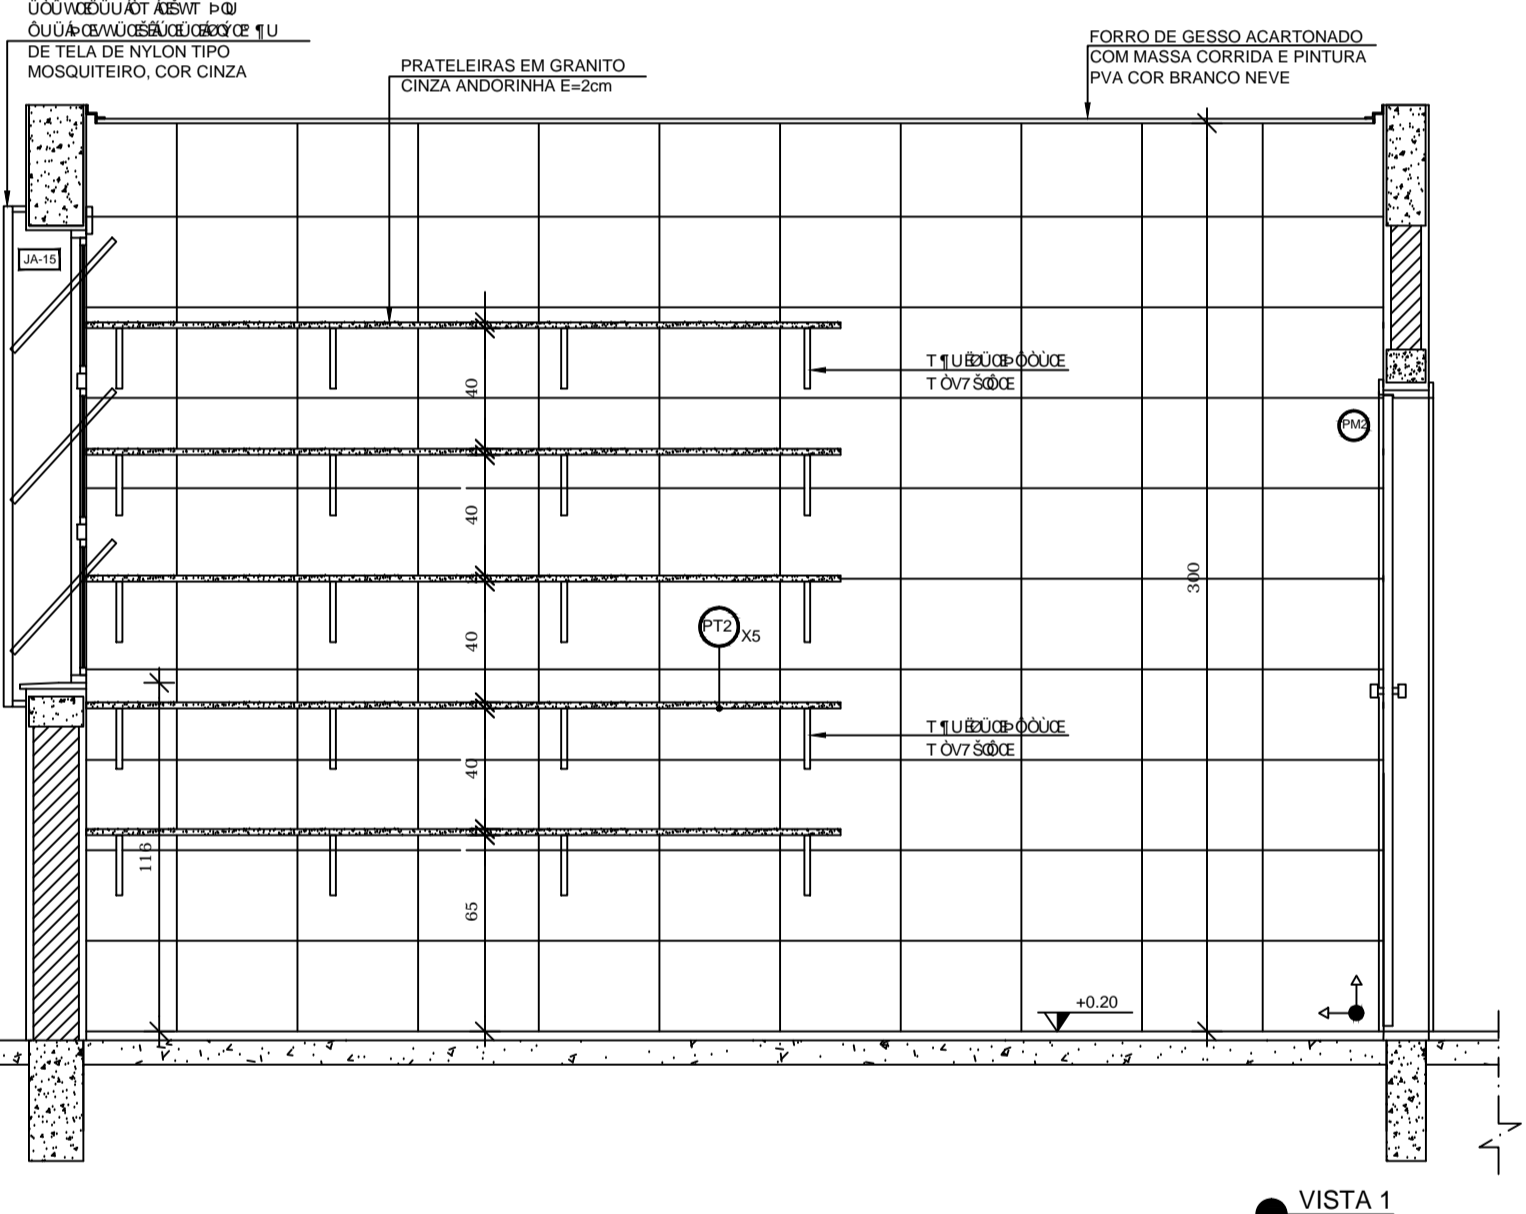 DE TELA DE NYLON TIPO
MOSQUITEIRO, COR CINZA
PRATELEIRAS EM GRANITO
CINZA ANDORINHA E=2cm
FORRO DE GESSO ACARTONADO
COM MASSA CORRIDA E PINTURA
PVA COR BRANCO NEVE
JA-15
40
PM2
40
300
PT2 X5
40
40
116
65
+0.20
VISTA 1